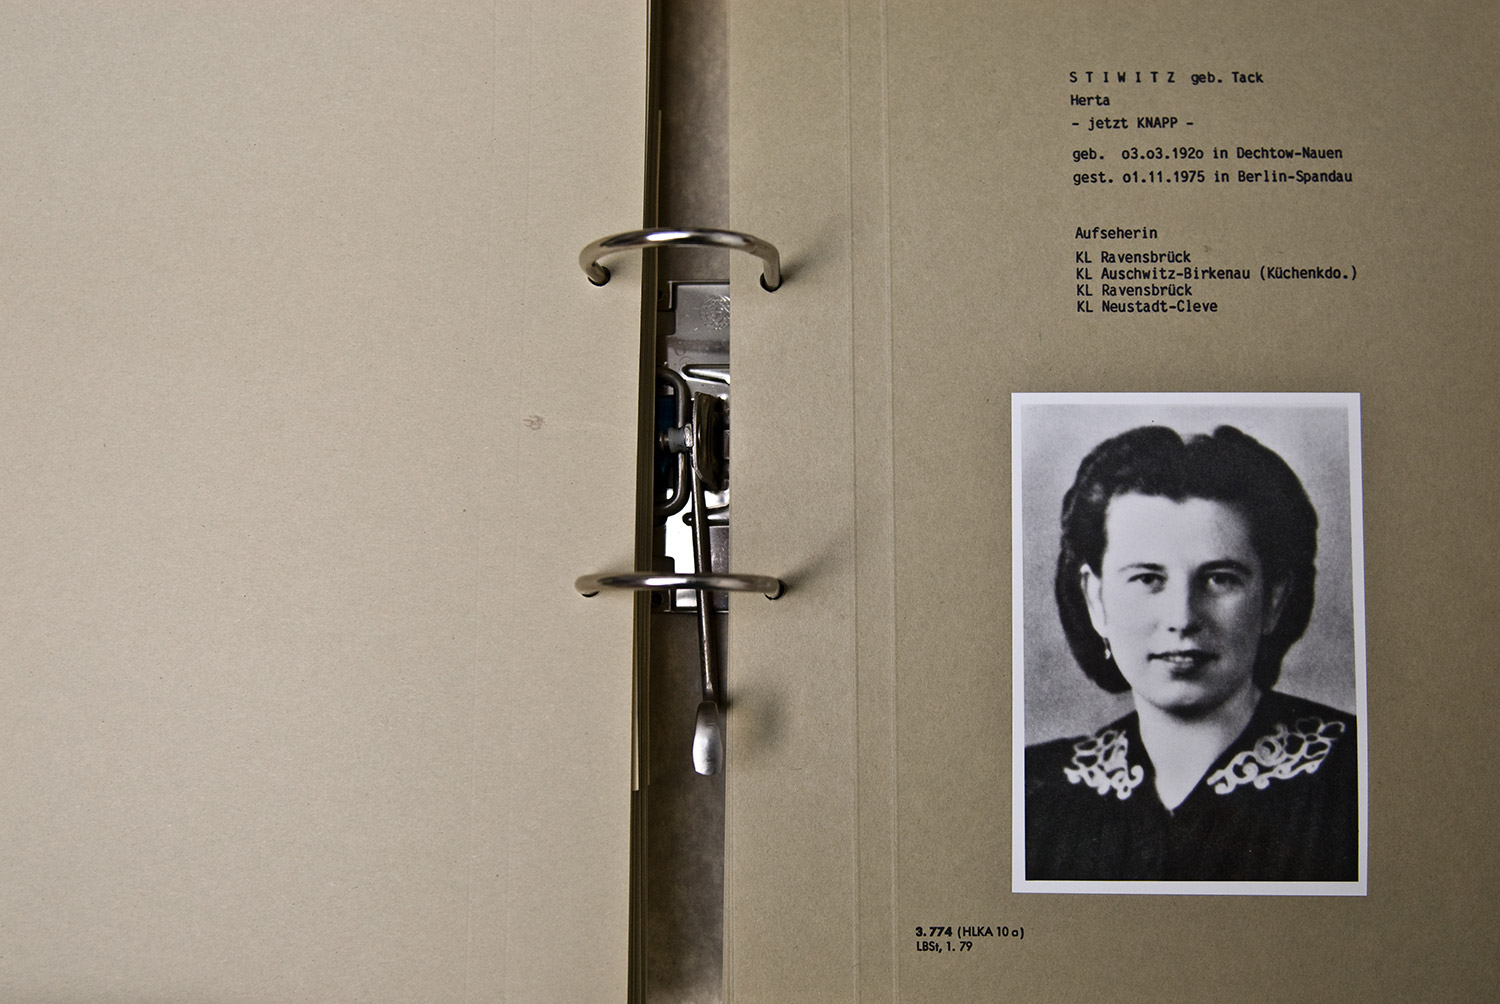 S T I W I T Z geb. Tack
Herta
- jetzt KNAPP -
geb. o3.o3.192o in Dechtow-Nauen
gest. o1.11.1975 in Berlin-Spandau
Aufseherin
KL Ravensbrück
KL Auschwitz-Birkenau (Küchenkdo.)
KL Ravensbrück
KL Neustadt-Cleve
3.774 (HLKA 10 a)
LBSt, 1. 79